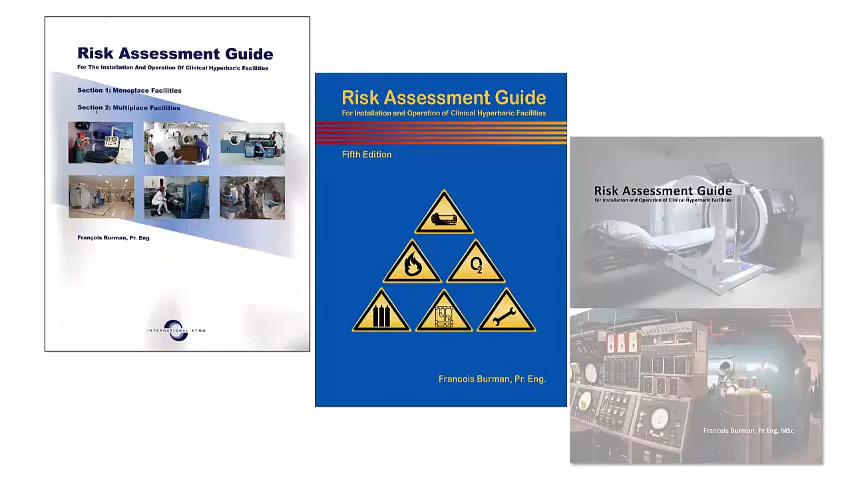 Risk Assessment Guide
For The Installation And Operation Of Clinical Hyperbaric Facilities
Section 1: Monoplace Facilities
Section 2: Multiplace Facilities
François Burman, Pr. Eng.
INTERNATIONAL ATMO
Risk Assessment Guide
For Installation and Operation of Clinical Hyperbaric Facilities
Fifth Edition
O2
Francois Burman, Pr. Eng.
Risk Assessment Guide
for Installation and Operation of Clinical Hyperbaric Facilities
Francois Burman, Pr Eng, MSc